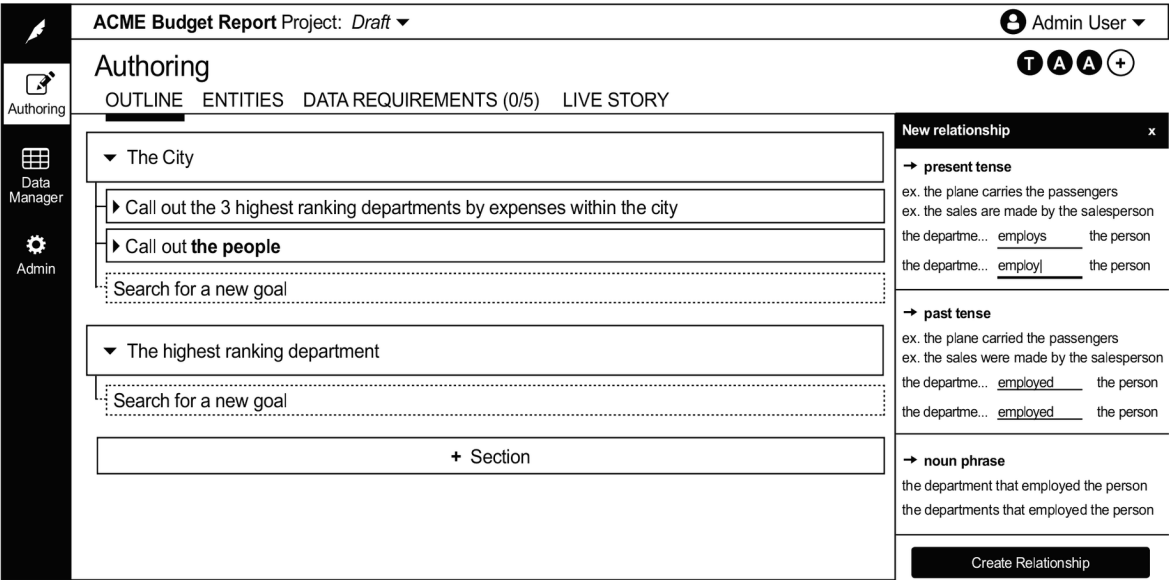 ACME Budget Report Project: Draft
Admin User
Authoring
Data Manager
Admin
Authoring
T A A +
OUTLINE ENTITIES DATA REQUIREMENTS (0/5) LIVE STORY
The City
Call out the 3 highest ranking departments by expenses within the city
Call out the people
Search for a new goal
The highest ranking department
Search for a new goal
+ Section
New relationship x
→ present tense
ex. the plane carries the passengers
ex. the sales are made by the salesperson
the departme... employs the person
the departme... employ the person
→ past tense
ex. the plane carried the passengers
ex. the sales were made by the salesperson
the departme... employed the person
the departme... employed the person
→ noun phrase
the department that employed the person
the departments that employed the person
Create Relationship